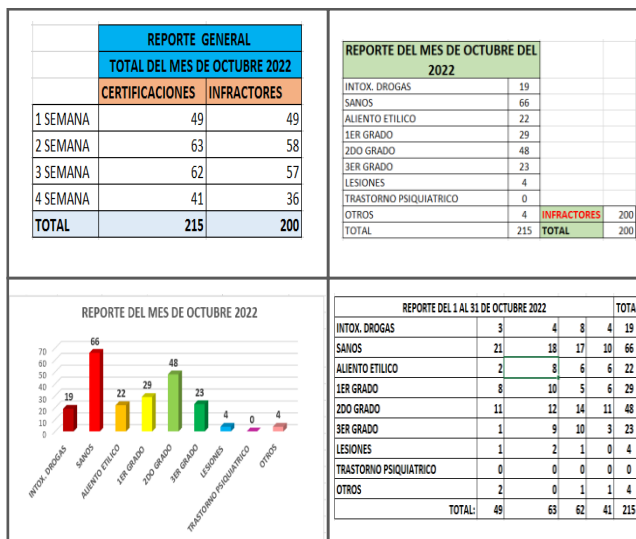 REPORTE GENERAL
TOTAL DEL MES DE OCTUBRE 2022
CERTIFICACIONES INFRACTORES
1 SEMANA 49 49
2 SEMANA 63 58
3 SEMANA 62 57
4 SEMANA 41 36
TOTAL 215 200
REPORTE DEL MES DE OCTUBRE DEL
2022
INTOX. DROGAS 19
SANOS 66
ALIENTO ETILICO 22
1ER GRADO 29
2DO GRADO 48
3ER GRADO 23
LESIONES 4
TRASTORNO PSIQUIATRICO 0
OTROS 4 INFRACTORES 200
TOTAL 215 TOTAL 200
REPORTE DEL MES DE OCTUBRE 2022
70
60
50
40
30
20
10
0
19 66 22 29 48 23 4 0 4
INTOX. DROGAS
SANOS
ALIENTO ETILICO
1ER GRADO
2DO GRADO
3ER GRADO
LESIONES
TRASTORNO PSIQUIATRICO
OTROS
REPORTE DEL 1 AL 31 DE OCTUBRE 2022 TOTA
INTOX. DROGAS 3 4 8 4 19
SANOS 21 18 17 10 66
ALIENTO ETILICO 2 8 6 6 22
1ER GRADO 8 10 5 6 29
2DO GRADO 11 12 14 11 48
3ER GRADO 1 9 10 3 23
LESIONES 1 2 1 0 4
TRASTORNO PSIQUIATRICO 0 0 0 0 0
OTROS 2 0 1 1 4
TOTAL: 49 63 62 41 215